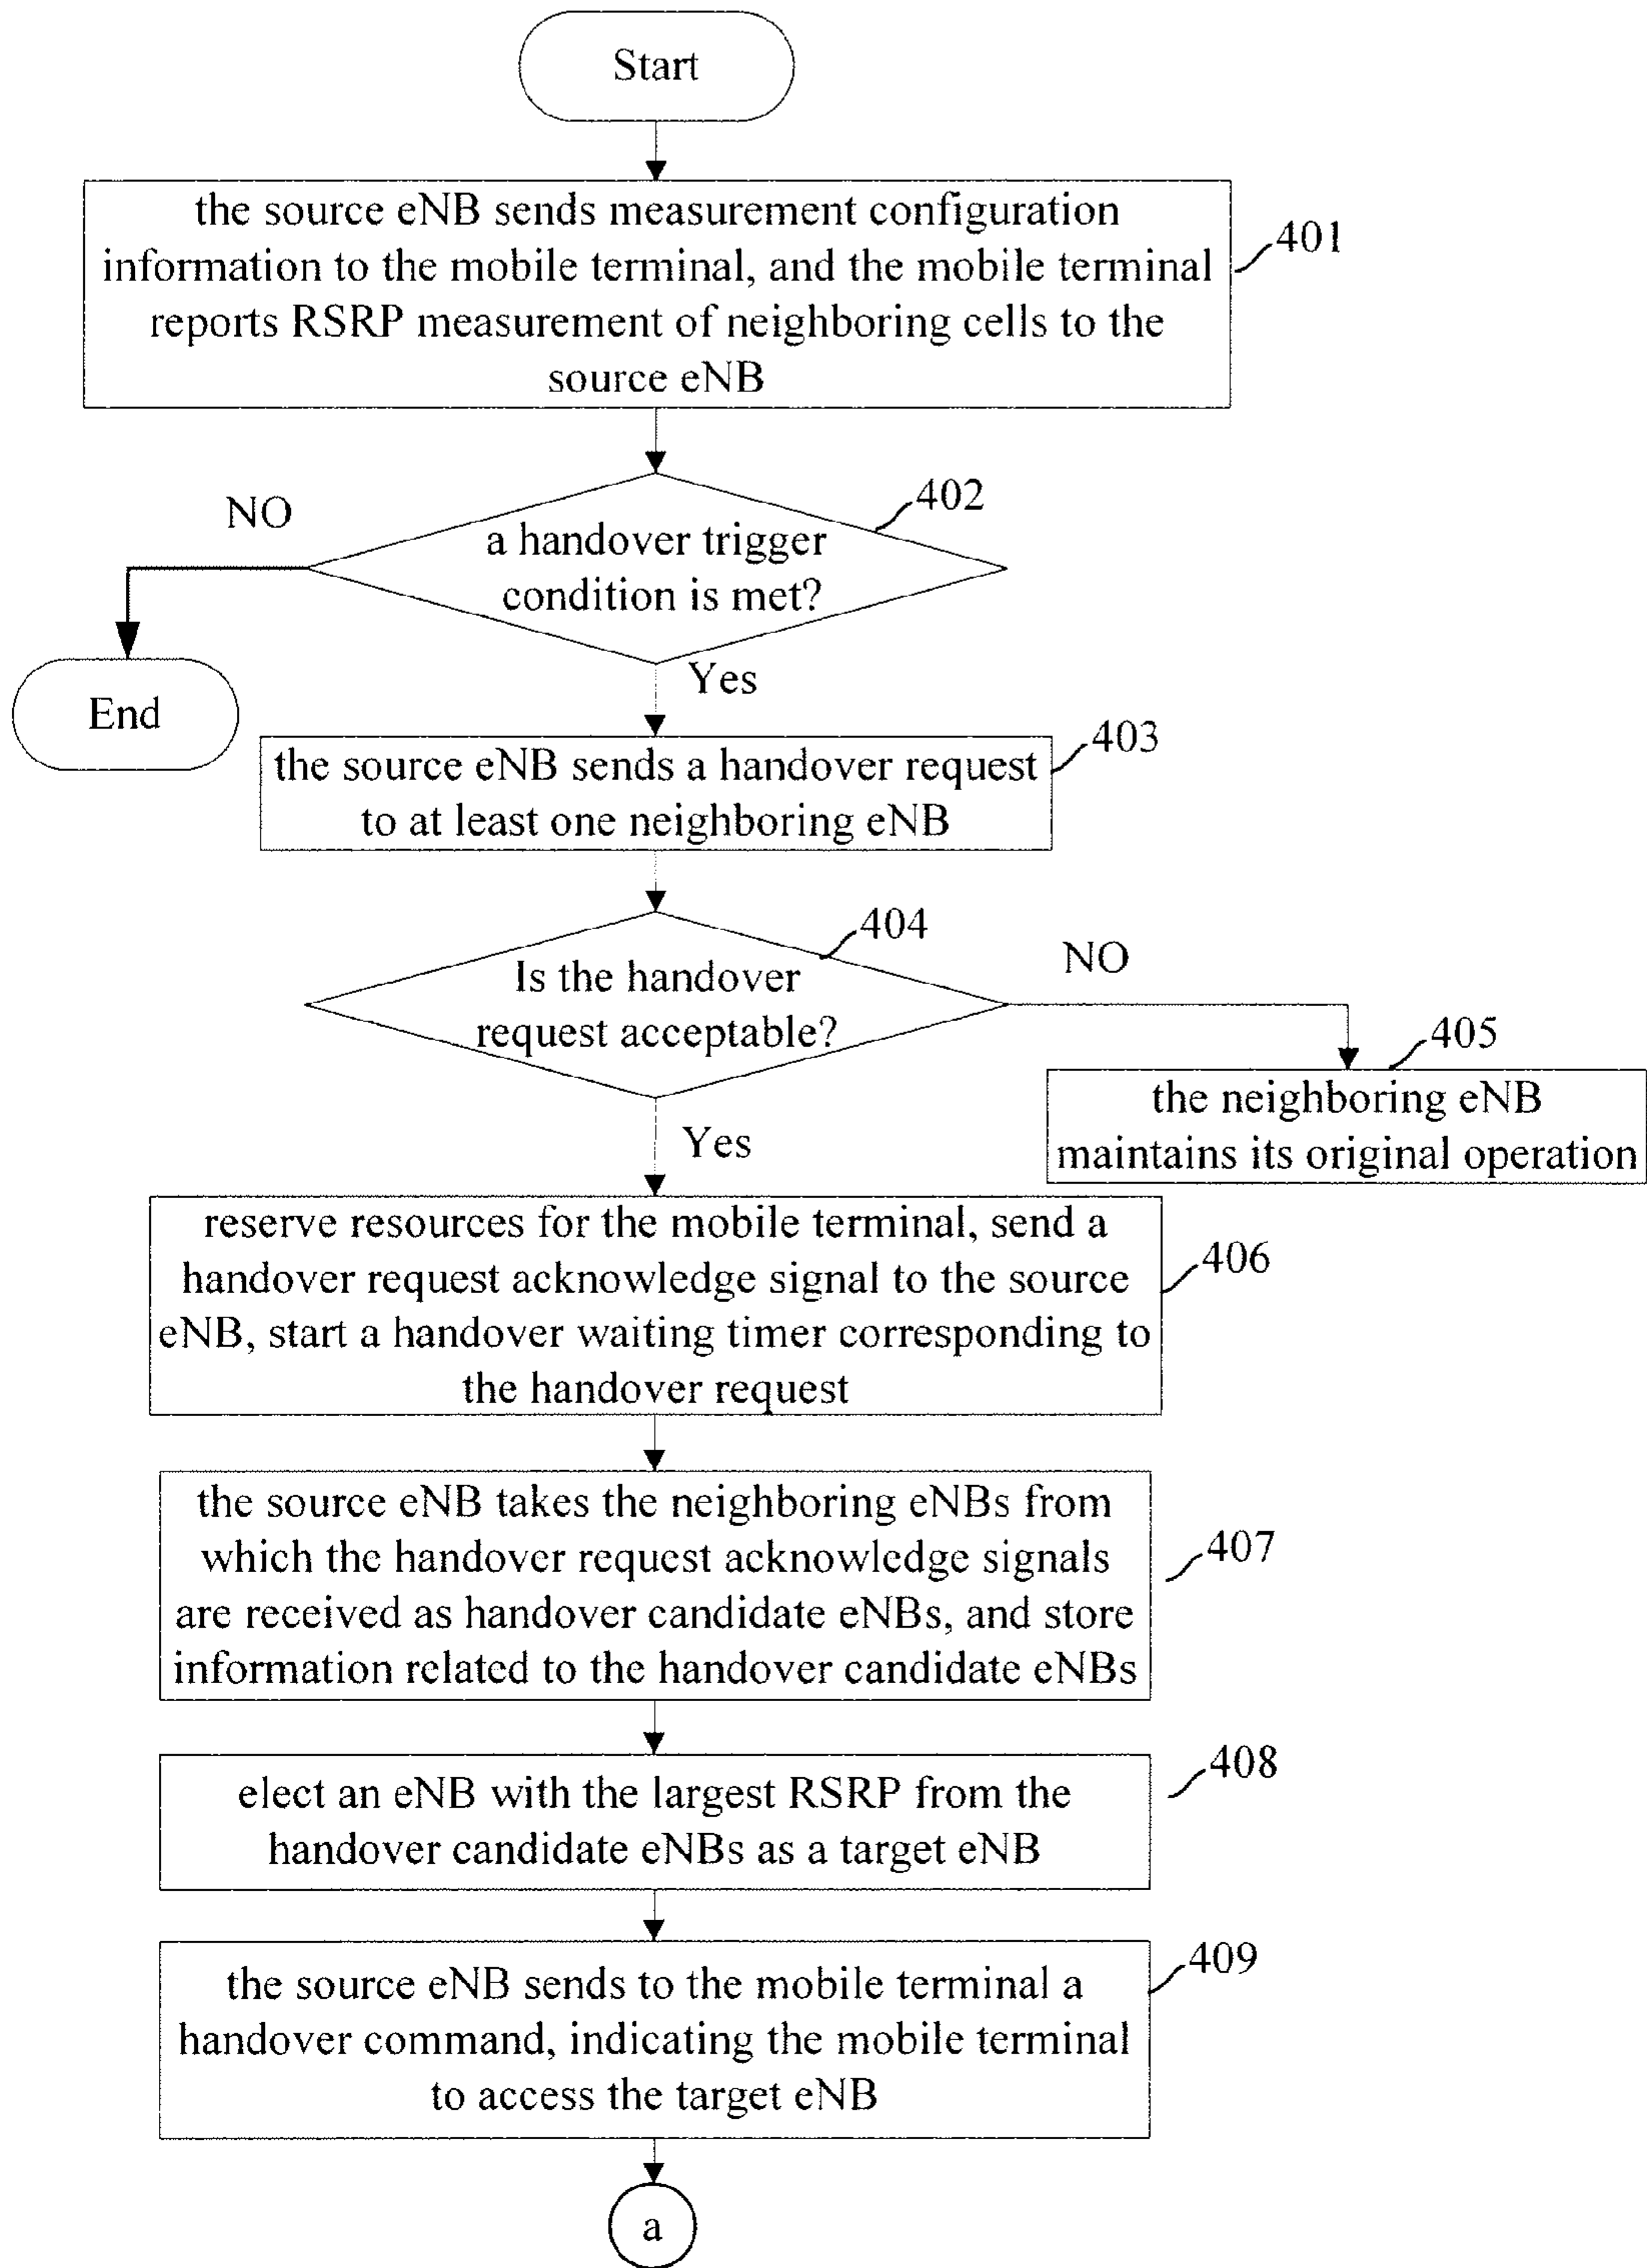 Start
the source eNB sends measurement configuration
information to the mobile terminal, and the mobile terminal
reports RSRP measurement of neighboring cells to the
source eNB
401
402
NO
a handover trigger
condition is met?
Yes
End
403
the source eNB sends a handover request
to at least one neighboring eNB
404
NO
Is the handover
request acceptable?
405
the neighboring eNB
maintains its original operation
Yes
reserve resources for the mobile terminal, send a
handover request acknowledge signal to the source
eNB, start a handover waiting timer corresponding to
the handover request
406
the source eNB takes the neighboring eNBs from
which the handover request acknowledge signals
are received as handover candidate eNBs, and store
information related to the handover candidate eNBs
407
elect an eNB with the largest RSRP from the
handover candidate eNBs as a target eNB
408
the source eNB sends to the mobile terminal a
handover command, indicating the mobile terminal
to access the target eNB
409
a